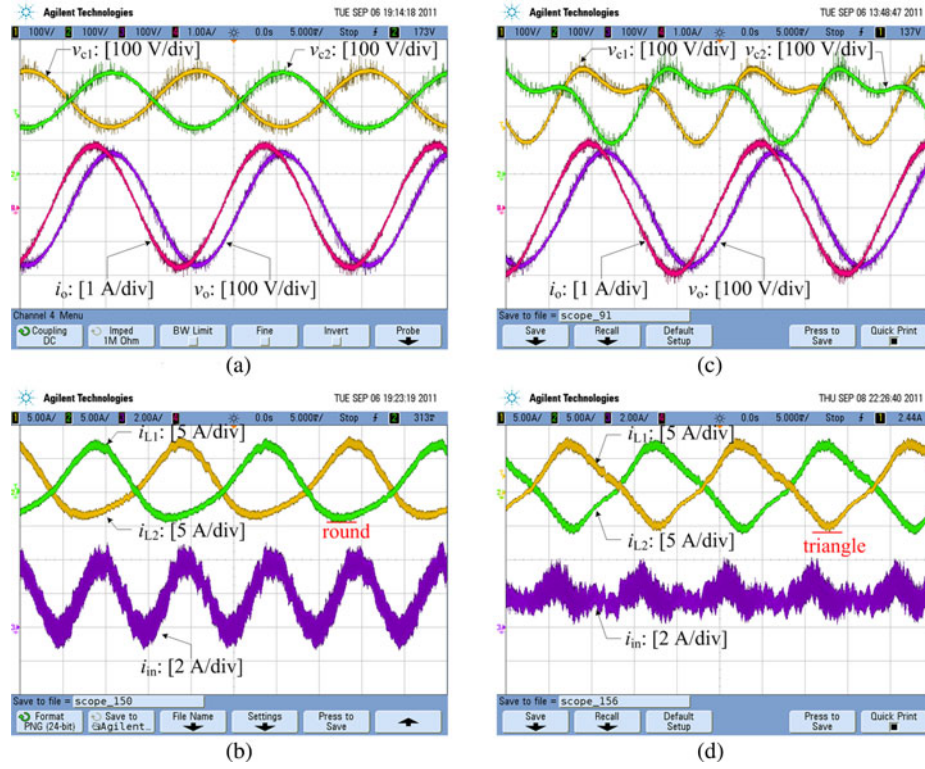 Agilent Technologies TUE SEP 06 19:14:18 2011
1 100V/ 2 100V/ 3 100V/ 4 1.00A/ 0.0s 5.000ms/ Stop 2 173V
vc1: [100 V/div] vc2: [100 V/div]
io: [1 A/div] vo: [100 V/div]
Channel 4 Menu
Coupling DC Imped 1M Ohm BW Limit Fine Invert Probe
(a)
Agilent Technologies TUE SEP 06 13:48:47 2011
1 100V/ 2 100V/ 3 100V/ 4 1.00A/ 0.0s 5.000ms/ Stop 1 137V
vc1: [100 V/div] vc2: [100 V/div]
io: [1 A/div] vo: [100 V/div]
Save to file = scope_91
Save Recall Default Setup Press to Save Quick Print
(c)
Agilent Technologies TUE SEP 06 19:23:19 2011
1 5.00A/ 2 5.00A/ 3 2.00A/ 4 0.0s 5.000ms/ Stop 2
iL1: [5 A/div]
iL2: [5 A/div]
round
iin: [2 A/div]
Save to file = scope_150
Format PNG (24-bit) Save to Agilent... File Name Settings Press to Save
(b)
Agilent Technologies THU SEP 08 22:26:40 2011
1 5.00A/ 2 5.00A/ 3 2.00A/ 4 0.0s 5.000ms/ Stop 1 2.44A
iL1: [5 A/div]
iL2: [5 A/div]
triangle
iin: [2 A/div]
Save to file = scope_156
Save Recall Default Setup Press to Save Quick Print
(d)